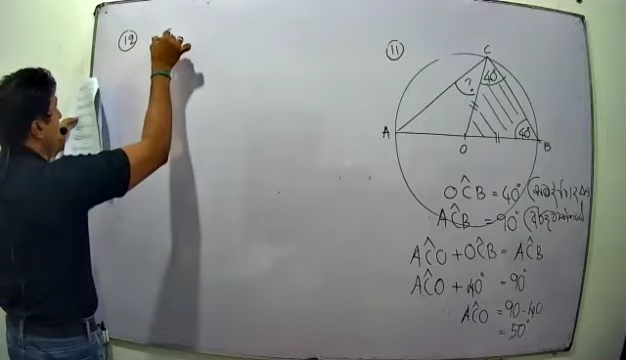 12
11
C
40°
?
A
O
40°
B
OĈB = 40°
AĈB = 90°
AĈO + OĈB = AĈB
AĈO + 40° = 90°
AĈO = 90-40
= 50°